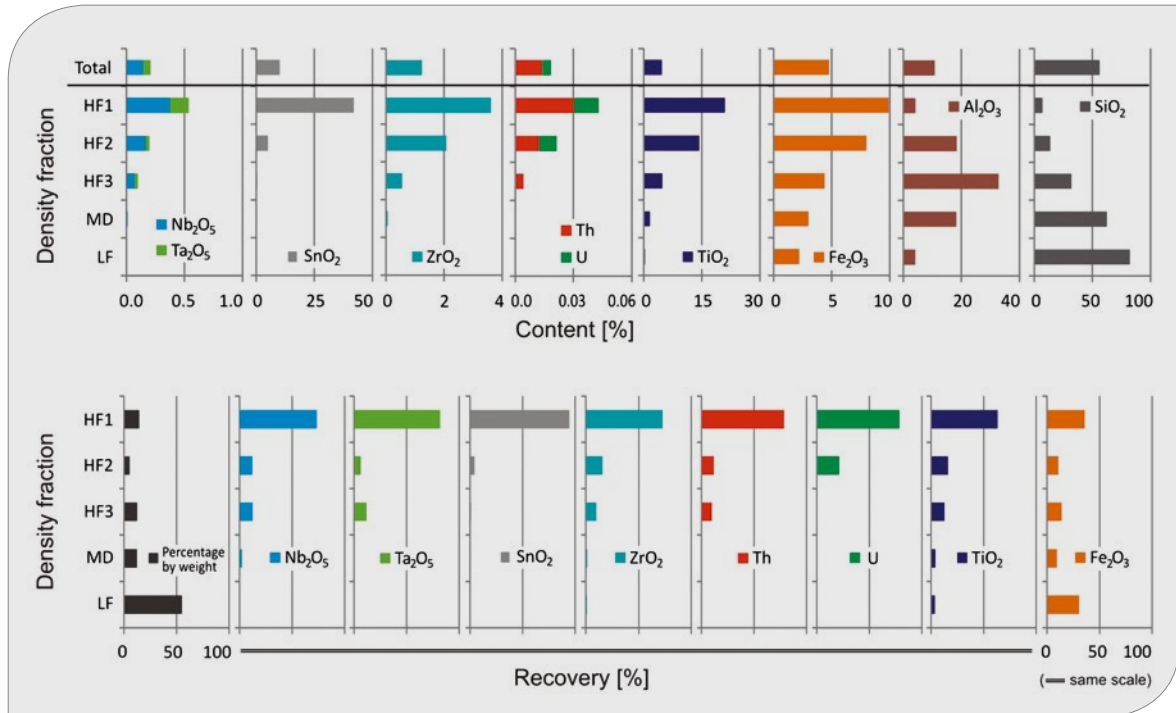 Density fraction
Total
HF1
HF2
HF3
MD
LF
Nb₂O₅
Ta₂O₅
SnO₂
ZrO₂
Th
U
TiO₂
Fe₂O₃
Al₂O₃
SiO₂
0.0 0.5 1.0
0 25 50
0 2 4
0.0 0.03 0.06
0 15 30
0 5 10
0 20 40
0 50 100
Content [%]
Density fraction
HF1
HF2
HF3
MD
LF
Percentage
by weight
Nb₂O₅
Ta₂O₅
SnO₂
ZrO₂
Th
U
TiO₂
Fe₂O₃
0 50 100
0 50 100
Recovery [%]
(== same scale)